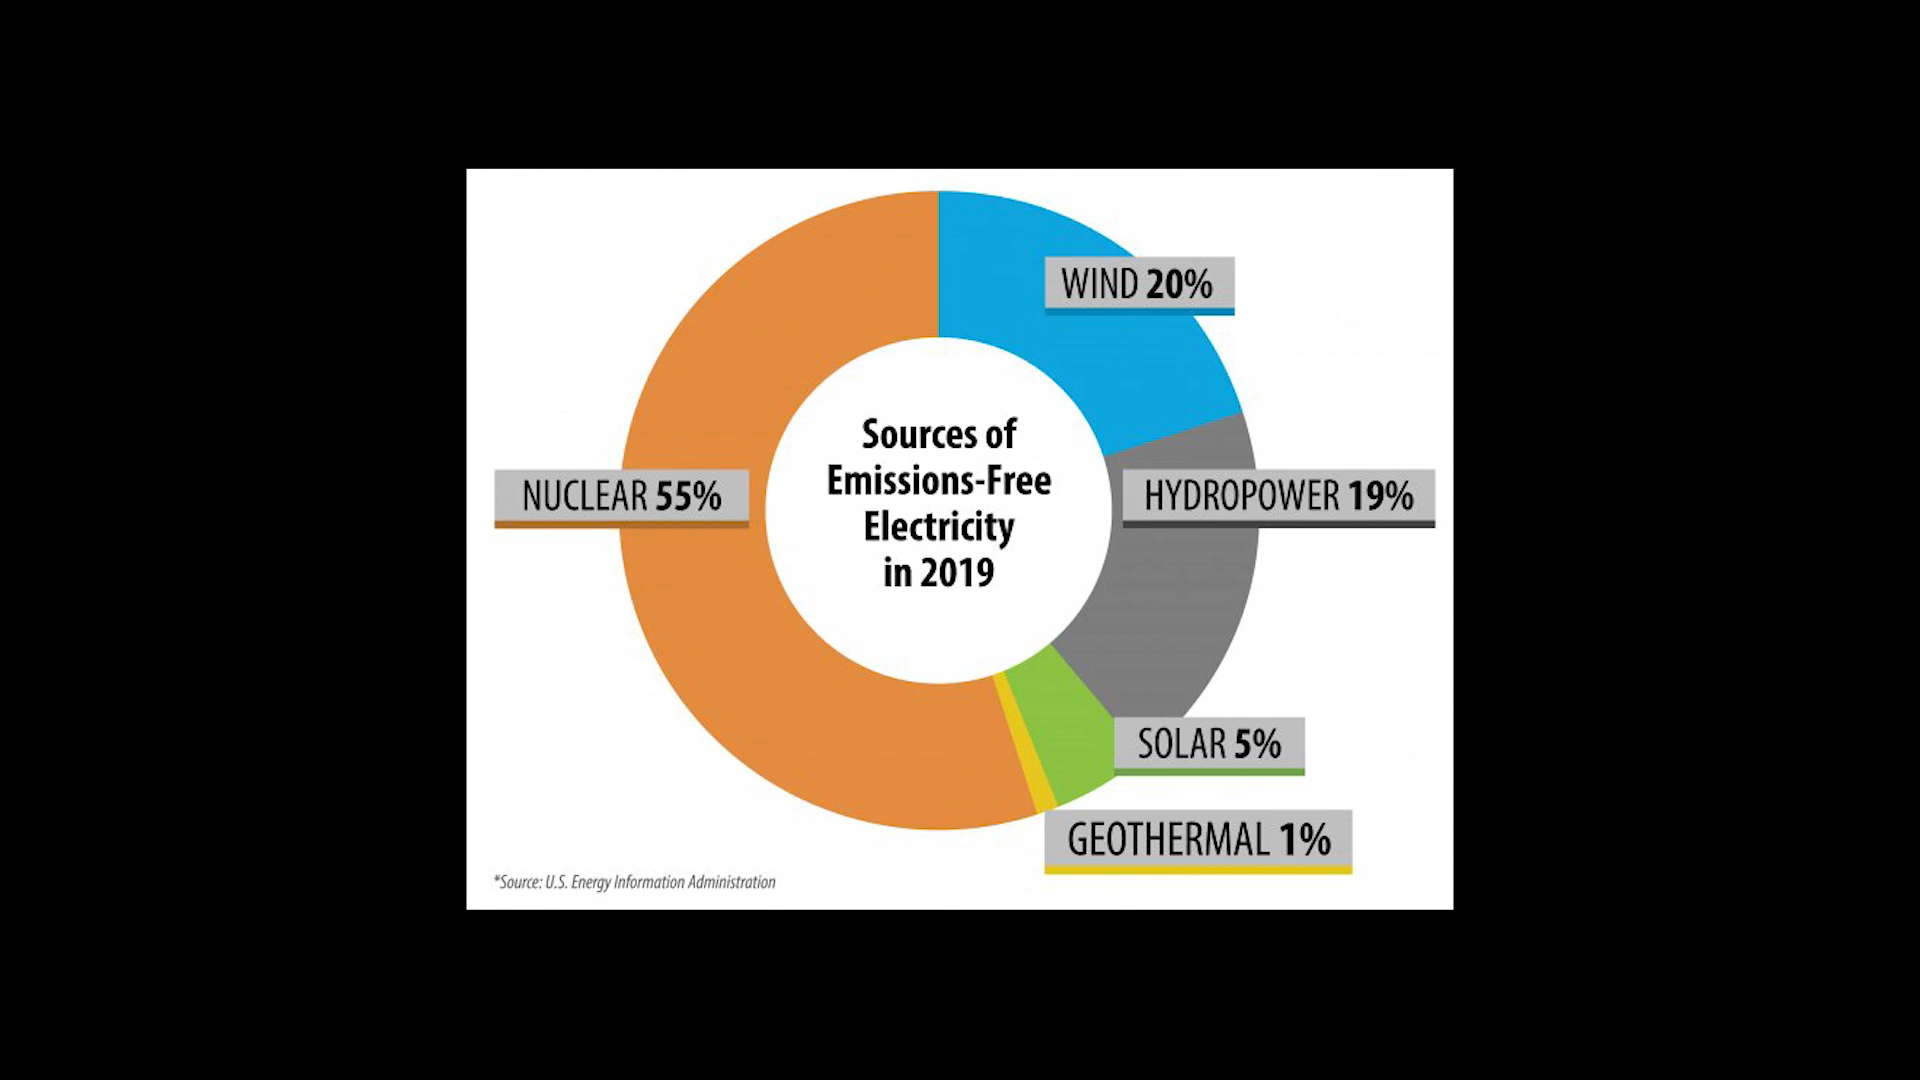 WIND 20%
Sources of
Emissions-Free
Electricity
in 2019
NUCLEAR 55%
HYDROPOWER 19%
SOLAR 5%
GEOTHERMAL 1%
*Source: U.S. Energy Information Administration